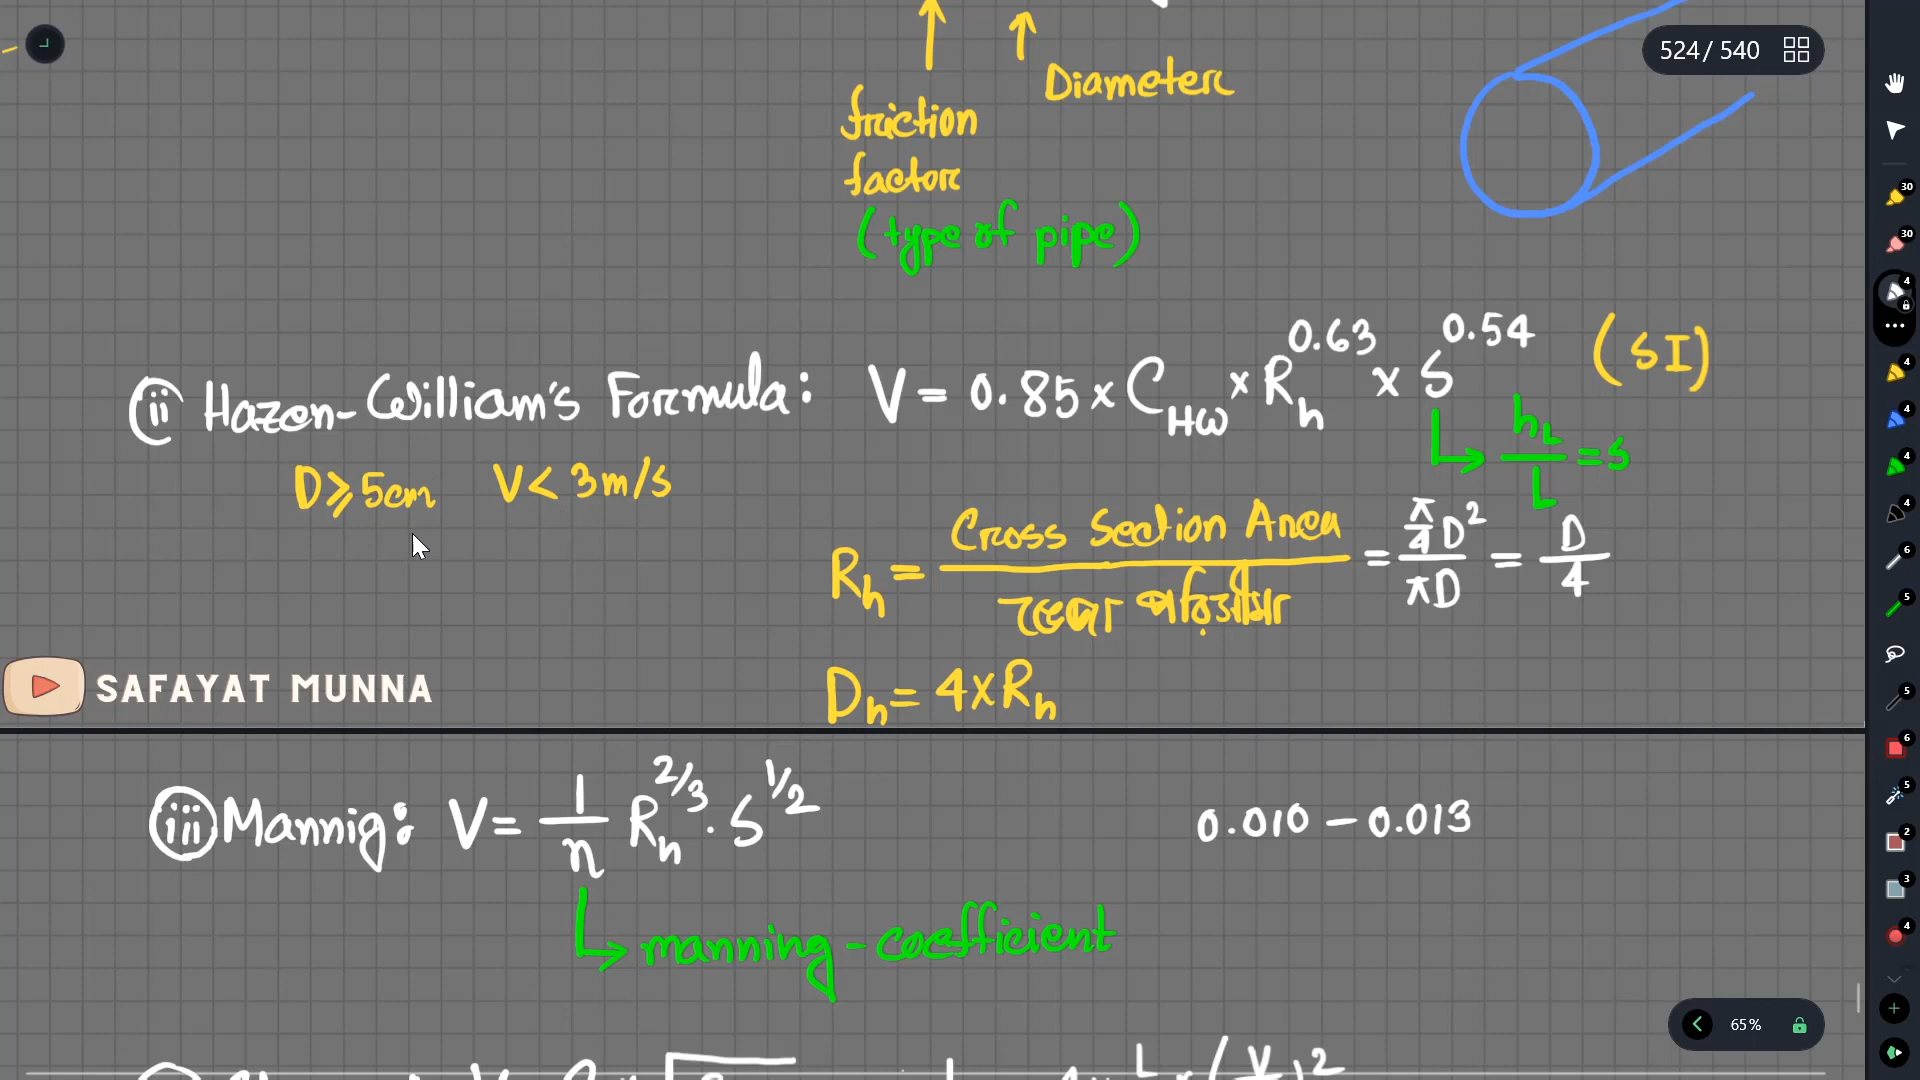 524/ 540
Diameter
friction
factor
(type of pipe)
(ii) Hazen-William's Formula: V = 0.85 × C_HW × R_h^0.63 × S^0.54 (SI)
h_L/L = S
D ≥ 5cm V < 3m/s
R_h = Cross Section Area / ভেজা পরিসীমা = (π/4 D^2)/(πD) = D/4
SAFAYAT MUNNA
D_h = 4×R_h
(iii) Mannig: V = 1/n R_h^2/3 . S^1/2 0.010 – 0.013
manning-coefficient
65%